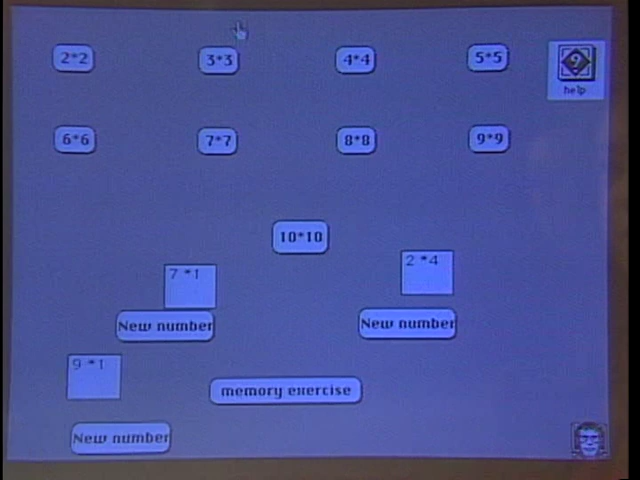 2*2 3*3 4*4 5*5
help
6*6 7*7 8*8 9*9
10*10
7 *1 2 *4
New number New number
9 *1
memory exercise
New number